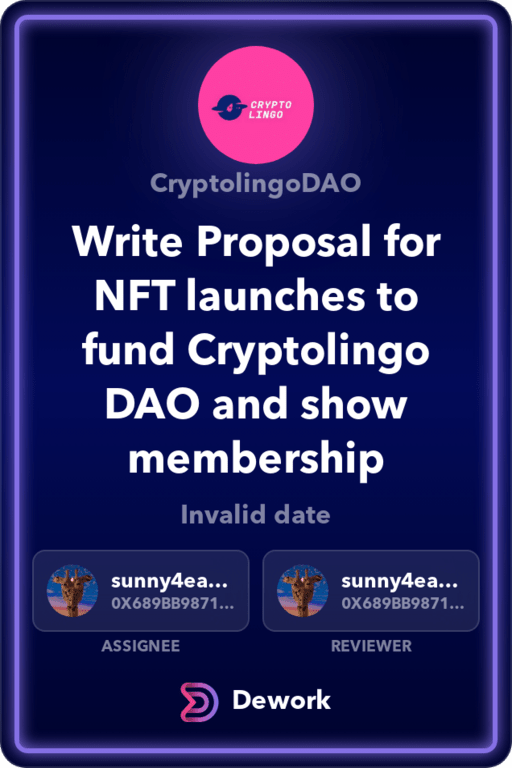 CRYPTO
LINGO
CryptolingoDAO
Write Proposal for
NFT launches to
fund Cryptolingo
DAO and show
membership
Invalid date
sunny4ea...
0X689BB9871...
ASSIGNEE
sunny4ea...
0X689BB9871...
REVIEWER
Dework